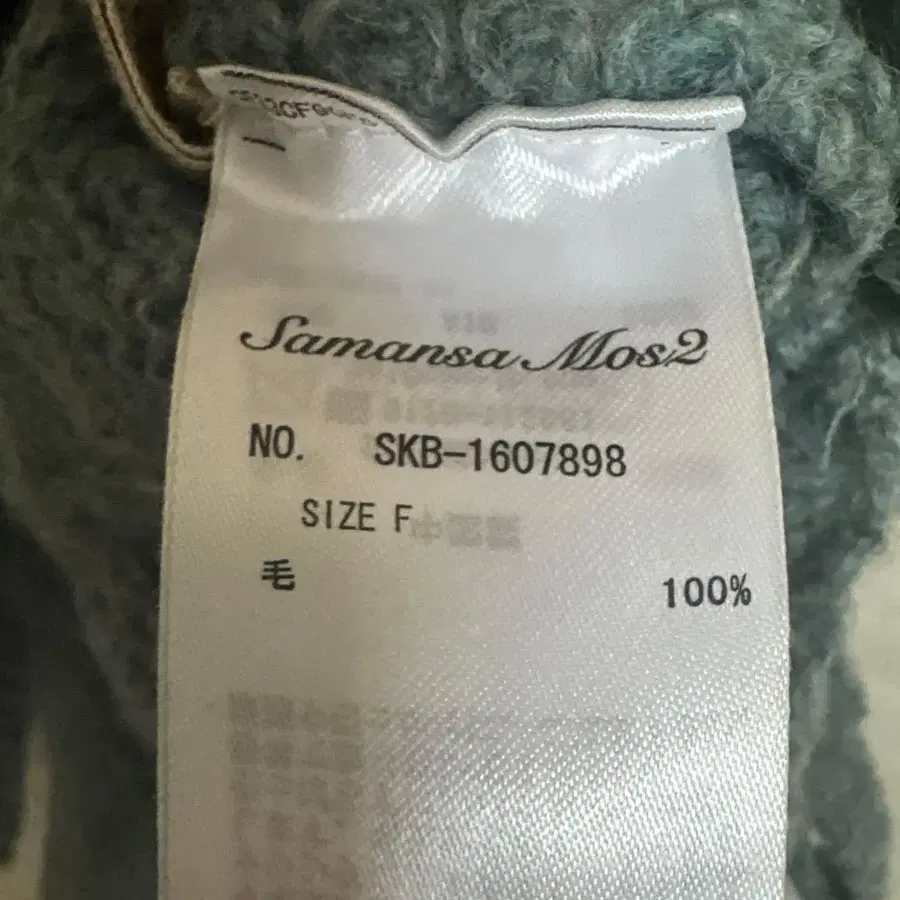 Samansa Mos2
NO. SKB-1607898
SIZE F
毛 100%